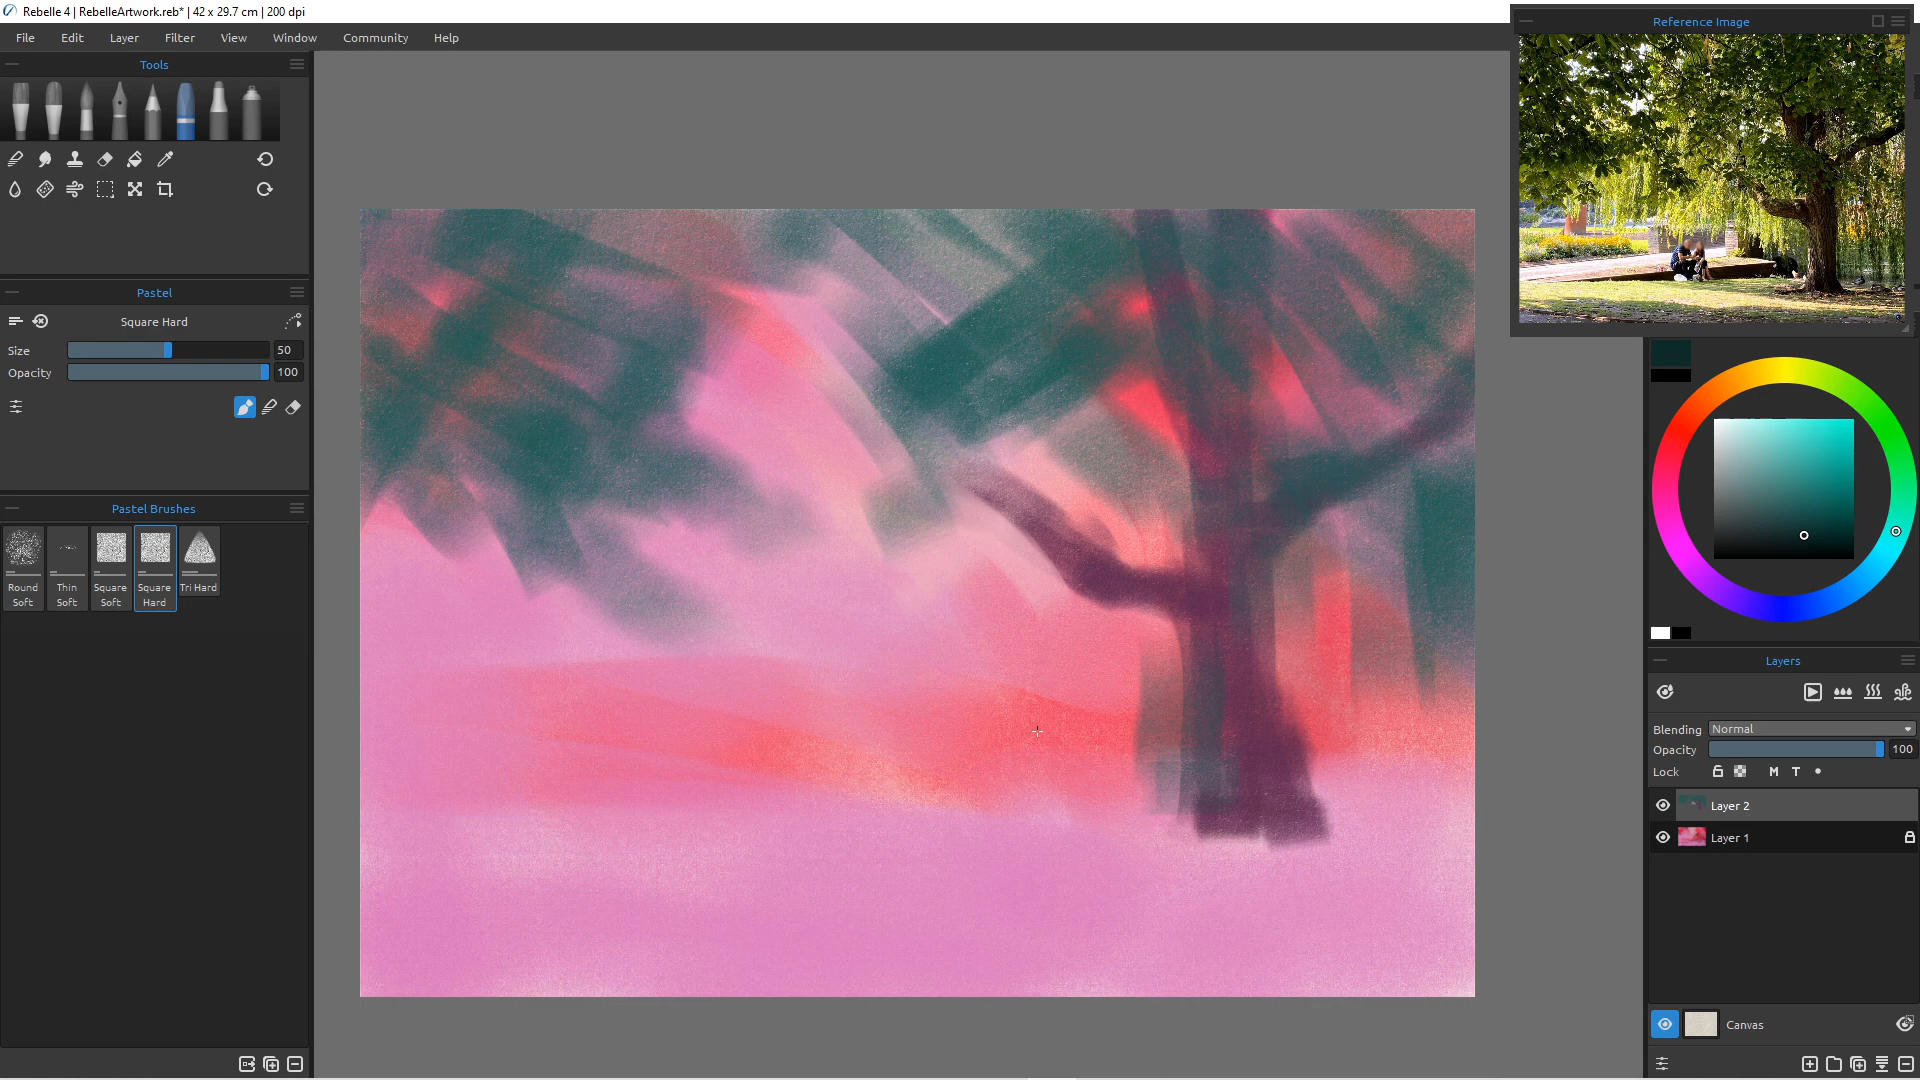 Rebelle 4 | RebelleArtwork.reb* | 42 x 29.7 cm | 200 dpi
File Edit Layer Filter View Window Community Help
Reference Image
Tools
Pastel
Square Hard
Size 50
Opacity 100
Pastel Brushes
Round Soft
Thin Soft
Square Soft
Square Hard
Tri Hard
Layers
Blending Normal
Opacity 100
Lock M T
Layer 2
Layer 1
Canvas